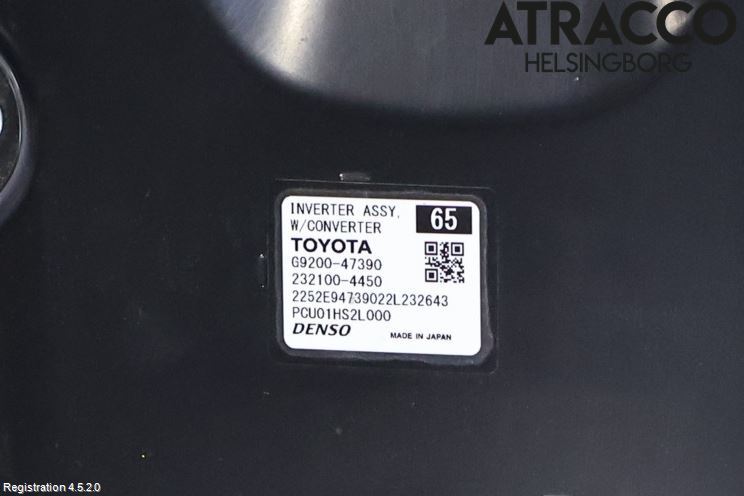 ATRACCO
HELSINGBORG
INVERTER ASSY, 65
W/CONVERTER
TOYOTA
G9200-47390
232100-4450
2252E94739022L232643
PCU01HS2L000
DENSO MADE IN JAPAN
Registration 4.5.2.0